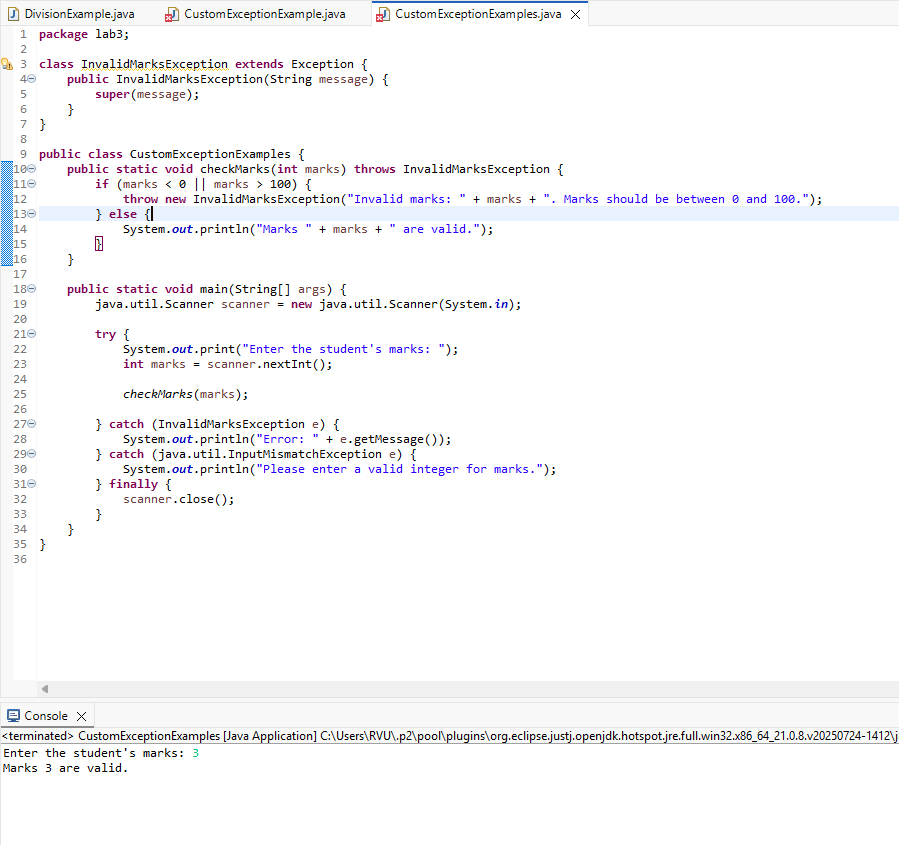 DivisionExample.java CustomExceptionExample.java CustomExceptionExamples.java
1 package lab3;
2
3 class InvalidMarksException extends Exception {
4 public InvalidMarksException(String message) {
5 super(message);
6 }
7 }
8
9 public class CustomExceptionExamples {
10 public static void checkMarks(int marks) throws InvalidMarksException {
11 if (marks < 0 || marks > 100) {
12 throw new InvalidMarksException("Invalid marks: " + marks + ". Marks should be between 0 and 100.");
13 } else {
14 System.out.println("Marks " + marks + " are valid.");
15 }
16 }
17
18 public static void main(String[] args) {
19 java.util.Scanner scanner = new java.util.Scanner(System.in);
20
21 try {
22 System.out.print("Enter the student's marks: ");
23 int marks = scanner.nextInt();
24
25 checkMarks(marks);
26
27 } catch (InvalidMarksException e) {
28 System.out.println("Error: " + e.getMessage());
29 } catch (java.util.InputMismatchException e) {
30 System.out.println("Please enter a valid integer for marks.");
31 } finally {
32 scanner.close();
33 }
34 }
35 }
36
Console
<terminated> CustomExceptionExamples [Java Application] C:\Users\RVU\.p2\pool\plugins\org.eclipse.justj.openjdk.hotspot.jre.full.win32.x86_64_21.0.8.v20250724-1412\j
Enter the student's marks: 3
Marks 3 are valid.